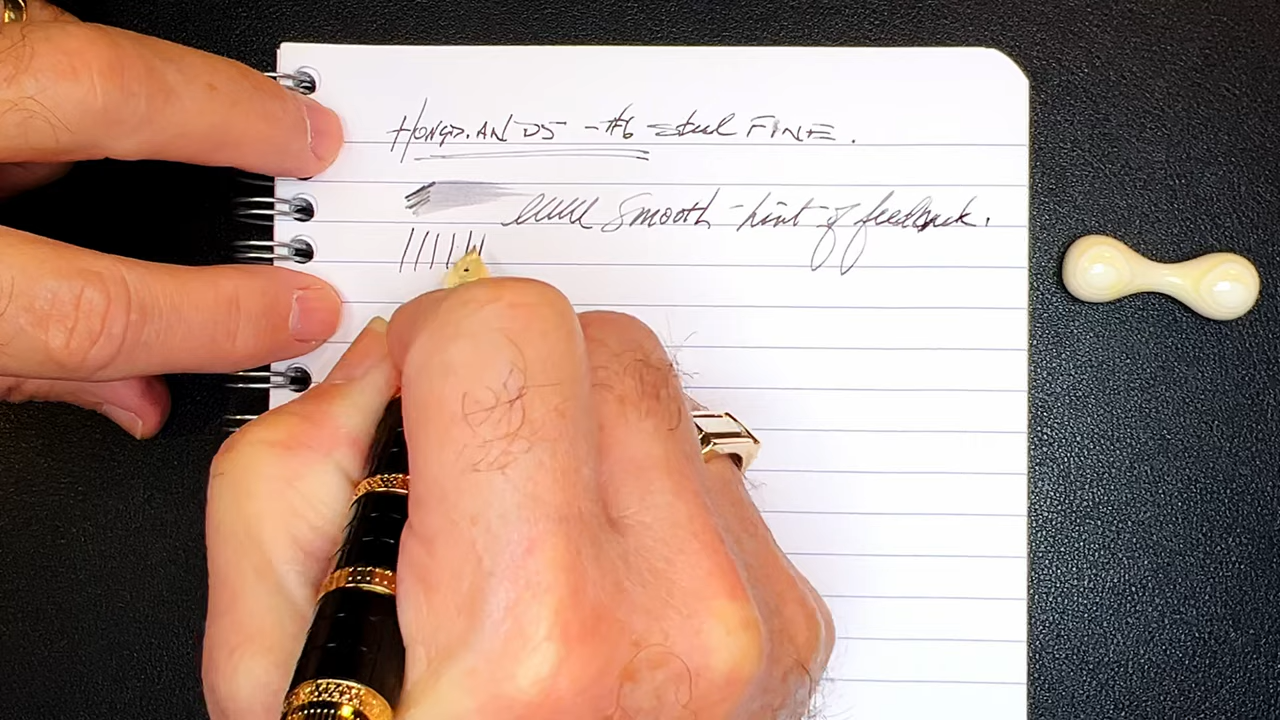 HONGDIAN D5 - #6 steel FINE.
Smooth - hint of feedback.